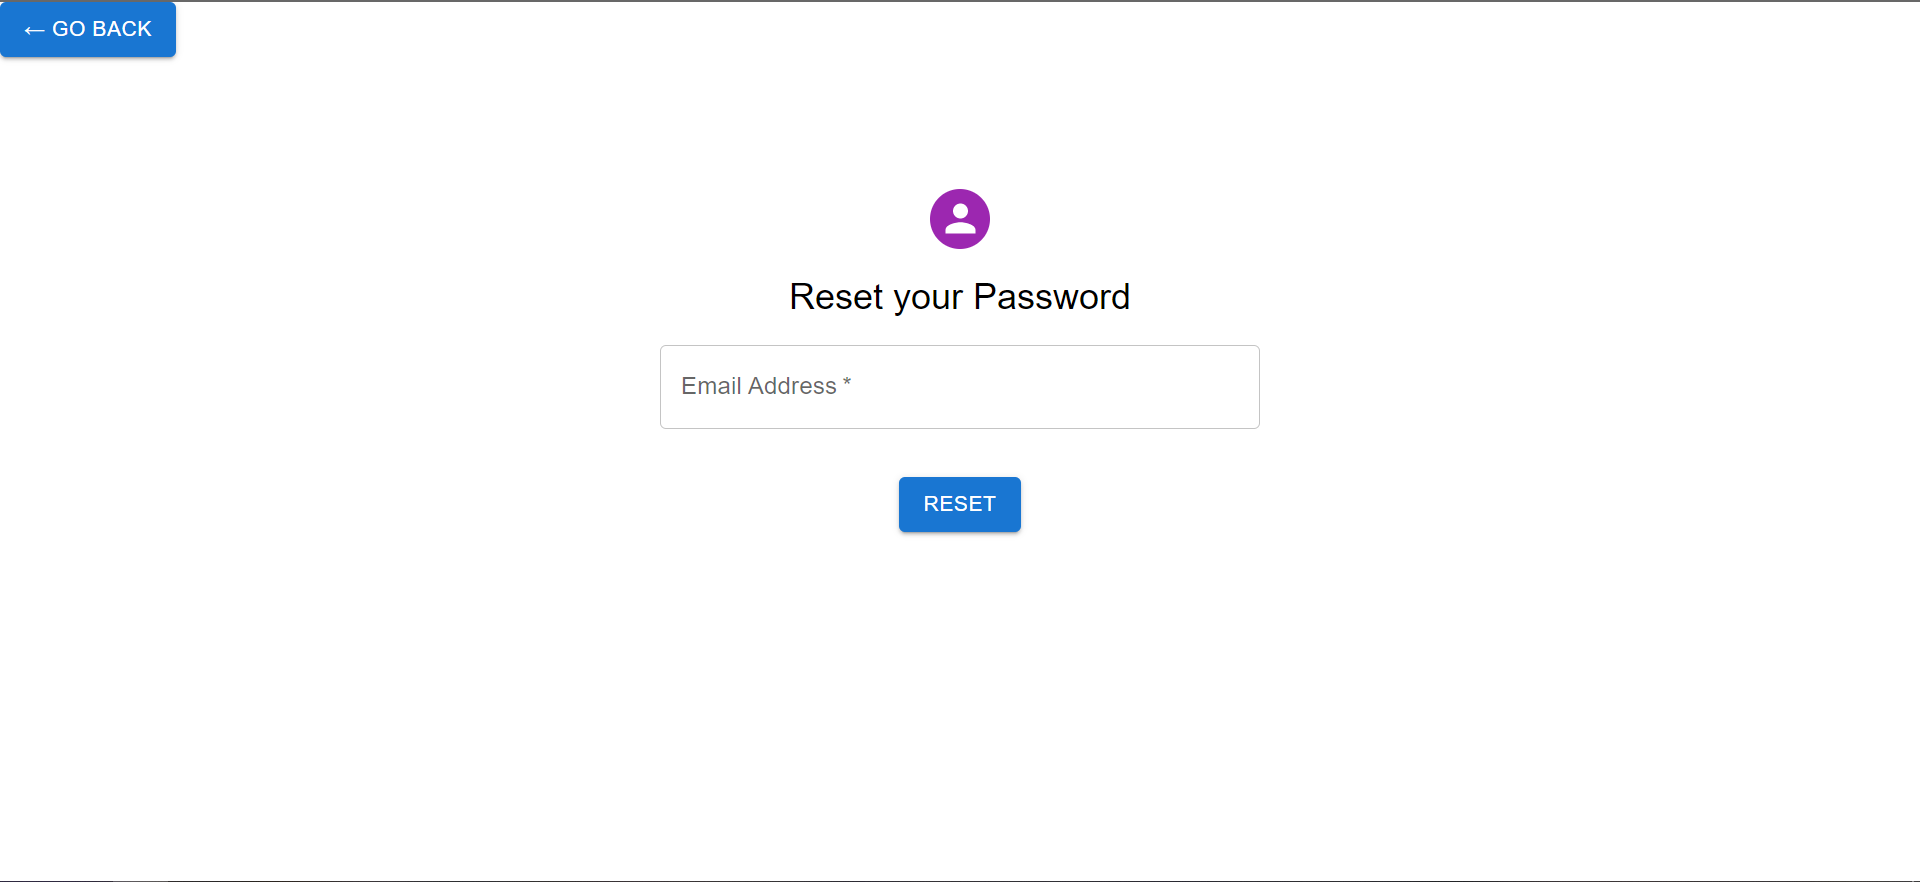 ← GO BACK
Reset your Password
Email Address *
RESET